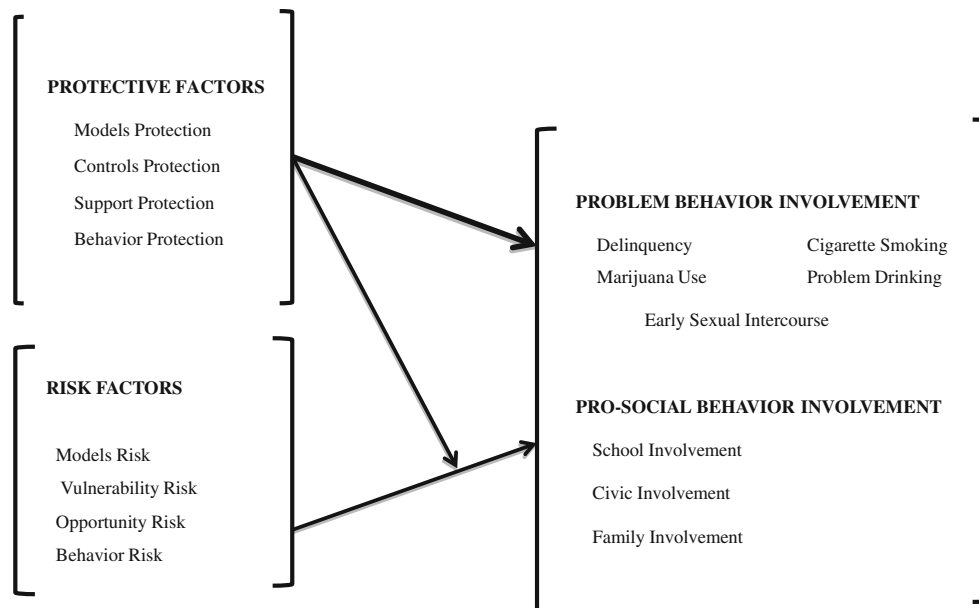 PROTECTIVE FACTORS
Models Protection
Controls Protection
Support Protection
Behavior Protection
RISK FACTORS
Models Risk
Vulnerability Risk
Opportunity Risk
Behavior Risk
PROBLEM BEHAVIOR INVOLVEMENT
Delinquency Cigarette Smoking
Marijuana Use Problem Drinking
Early Sexual Intercourse
PRO-SOCIAL BEHAVIOR INVOLVEMENT
School Involvement
Civic Involvement
Family Involvement